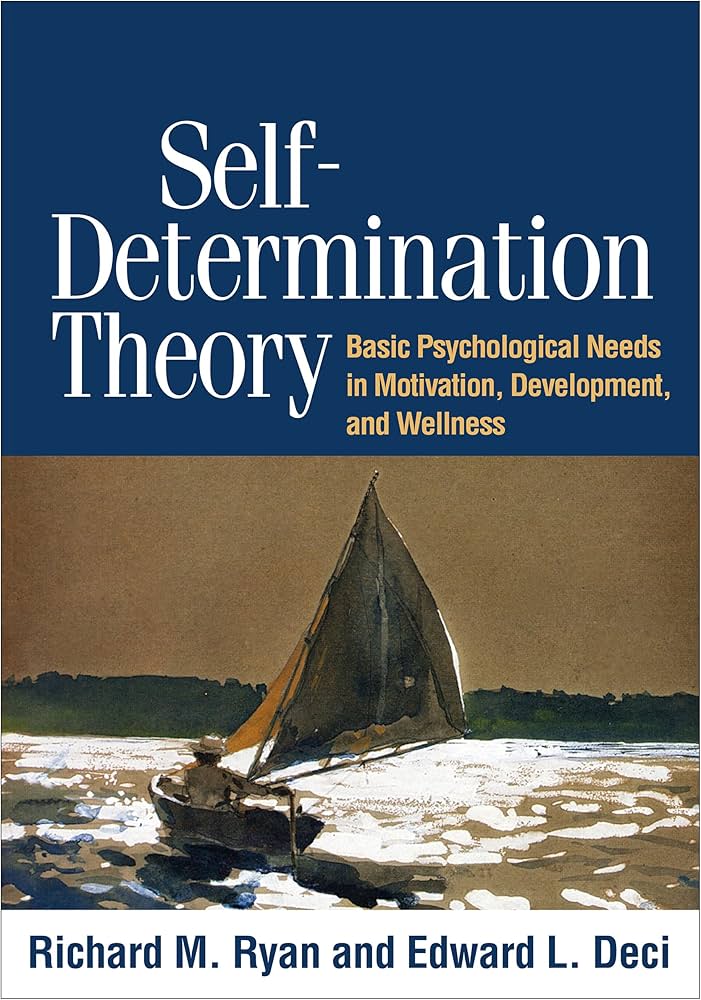 Self-
Determination
Theory
Basic Psychological Needs
in Motivation, Development,
and Wellness
Richard M. Ryan and Edward L. Deci